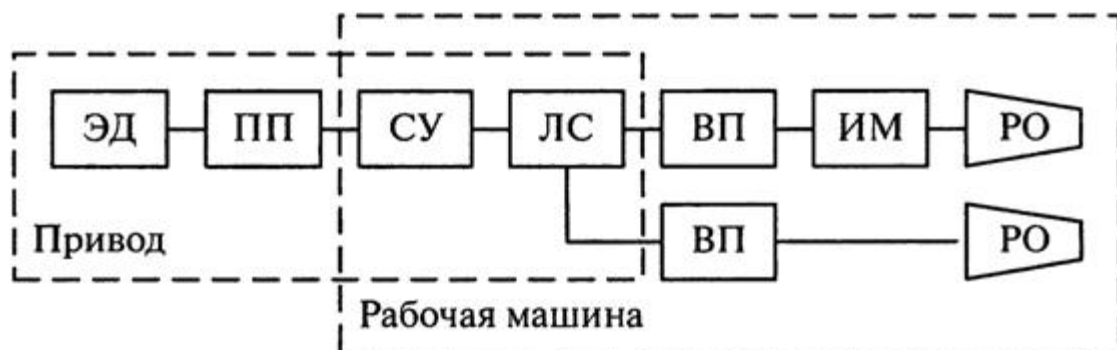 ЭД ПП СУ ЛС ВП ИМ РО
ВП РО
Привод
Рабочая машина